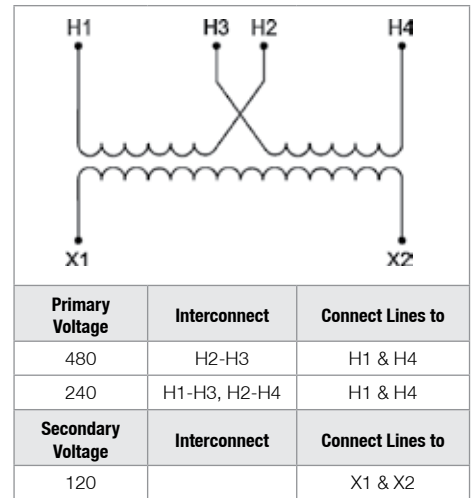 H1 H3 H2 H4
X1 X2
Primary Voltage Interconnect Connect Lines to
480 H2-H3 H1 & H4
240 H1-H3, H2-H4 H1 & H4
Secondary Voltage Interconnect Connect Lines to
120 X1 & X2